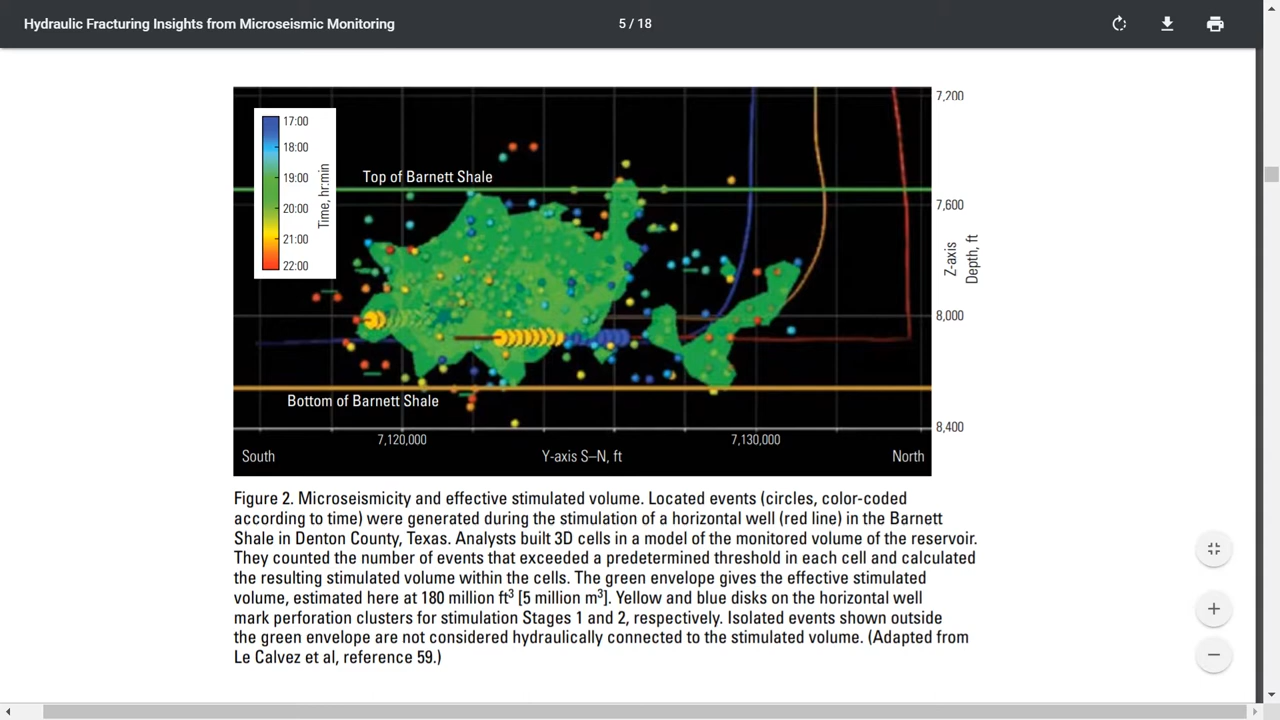 Hydraulic Fracturing Insights from Microseismic Monitoring
5 / 18
7,200
17:00
18:00
19:00
20:00
21:00
22:00
Time, hr:min
Top of Barnett Shale
7,600
Z-axis
Depth, ft
8,000
Bottom of Barnett Shale
8,400
7,120,000
7,130,000
South
Y-axis S–N, ft
North
Figure 2. Microseismicity and effective stimulated volume. Located events (circles, color-coded
according to time) were generated during the stimulation of a horizontal well (red line) in the Barnett
Shale in Denton County, Texas. Analysts built 3D cells in a model of the monitored volume of the reservoir.
They counted the number of events that exceeded a predetermined threshold in each cell and calculated
the resulting stimulated volume within the cells. The green envelope gives the effective stimulated
volume, estimated here at 180 million ft³ [5 million m³]. Yellow and blue disks on the horizontal well
mark perforation clusters for stimulation Stages 1 and 2, respectively. Isolated events shown outside
the green envelope are not considered hydraulically connected to the stimulated volume. (Adapted from
Le Calvez et al, reference 59.)